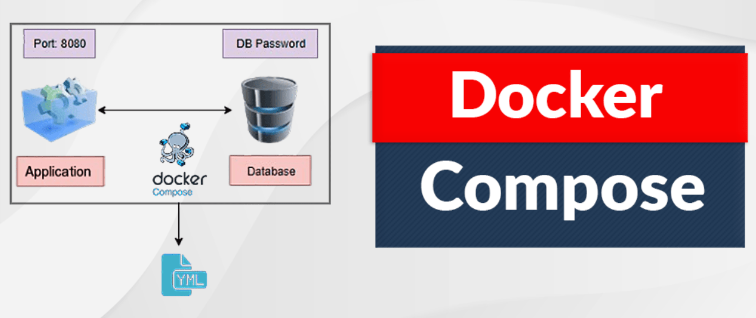 Port: 8080
DB Password
Application
docker
Compose
Database
YML
Docker
Compose